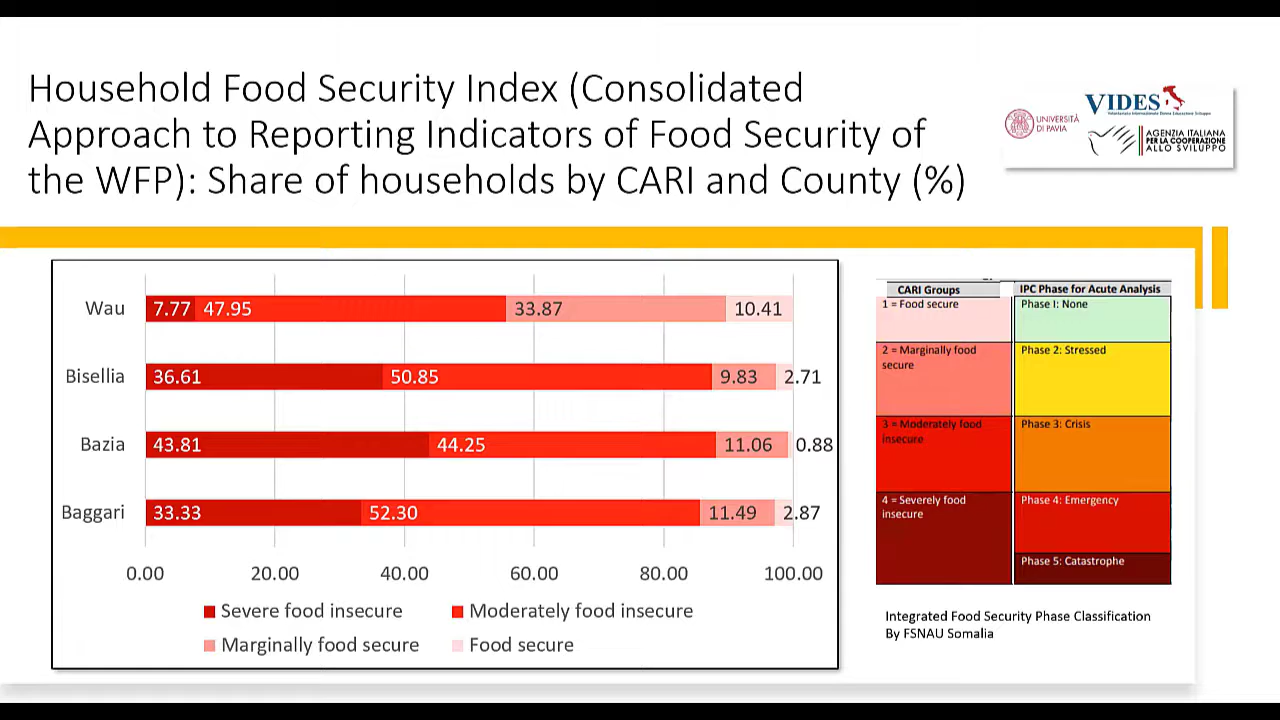 Household Food Security Index (Consolidated
Approach to Reporting Indicators of Food Security of
the WFP): Share of households by CARI and County (%)
UNIVERSITÀ
DI PAVIA
VIDES
Volontariato Internazionale Donna Educazione Sviluppo
AGENZIA ITALIANA
PER LA COOPERAZIONE
ALLO SVILUPPO
Wau 7.77 47.95 33.87 10.41
Bisellia 36.61 50.85 9.83 2.71
Bazia 43.81 44.25 11.06 0.88
Baggari 33.33 52.30 11.49 2.87
0.00 20.00 40.00 60.00 80.00 100.00
Severe food insecure Moderately food insecure
Marginally food secure Food secure
CARI Groups IPC Phase for Acute Analysis
1 = Food secure Phase I: None
2 = Marginally food Phase 2: Stressed
secure
3 = Moderately food Phase 3: Crisis
insecure
4 = Severely food Phase 4: Emergency
insecure
Phase 5: Catastrophe
Integrated Food Security Phase Classification
By FSNAU Somalia